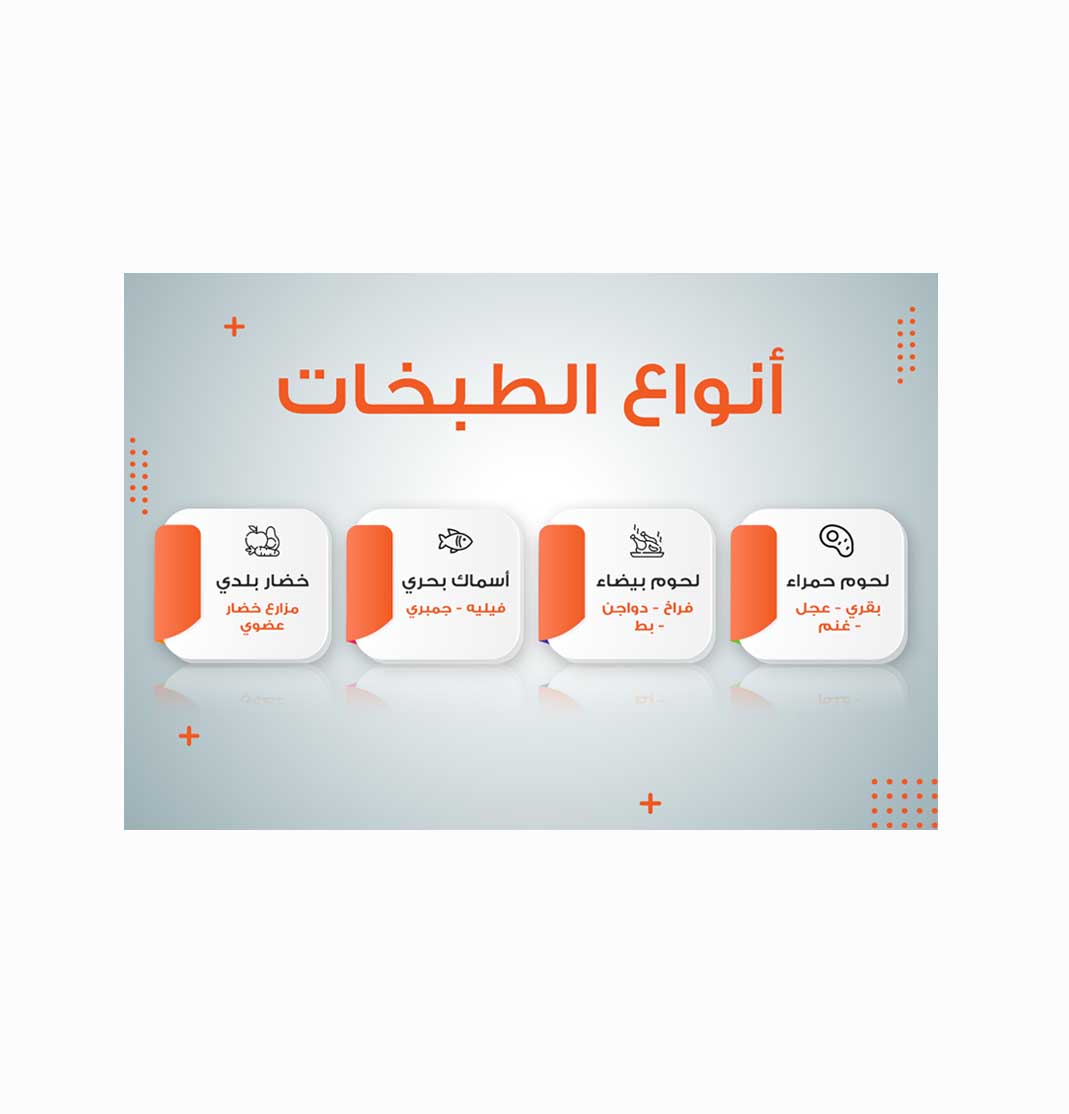 أنواع الطبخات
لحوم حمراء
بقري - عجل
- غنم
لحوم بيضاء
فراخ - دواجن
- بط
أسماك بحري
فيليه - جمبري
خضار بلدي
مزارع خضار
عضوي